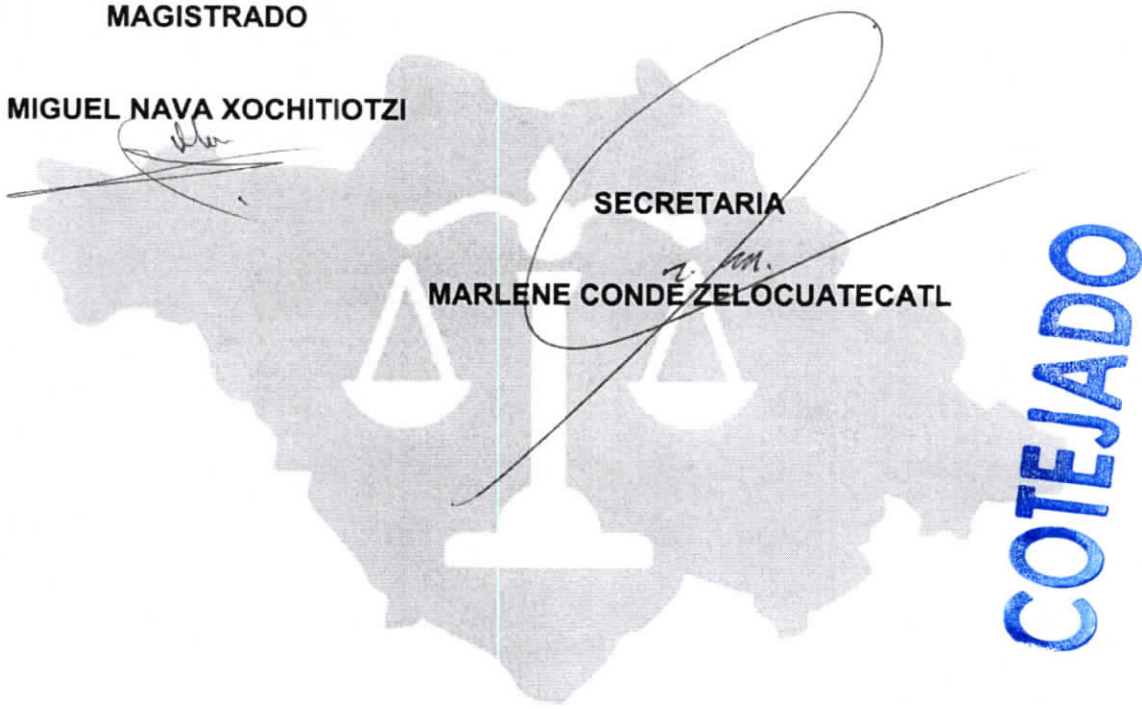 MAGISTRADO
MIGUEL NAVA XOCHITIOTZI
SECRETARIA
MARLENE CONDE ZELOCUATECATL
COTEJADO